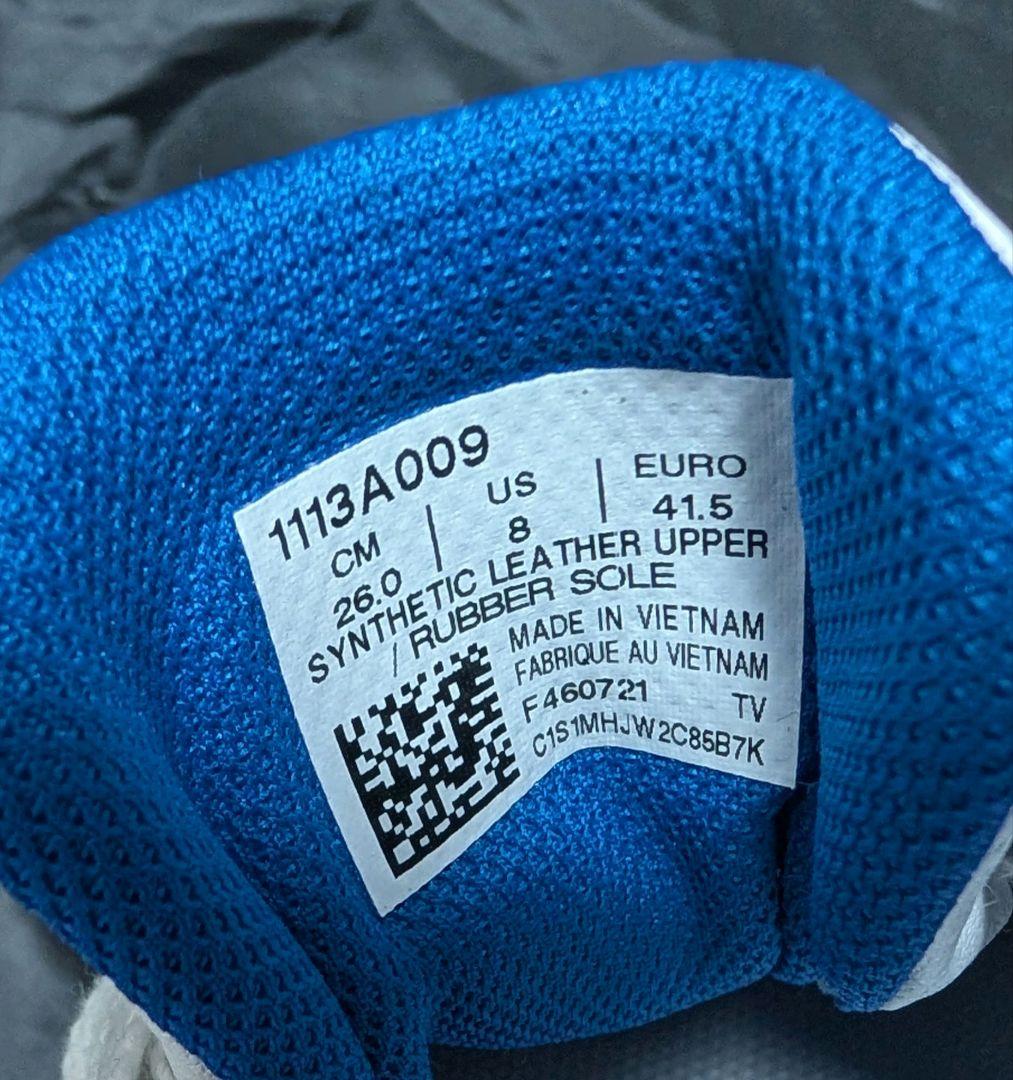 1113A009
CM | US | EURO
26.0 | 8 | 41.5
SYNTHETIC LEATHER UPPER
/ RUBBER SOLE
MADE IN VIETNAM
FABRIQUE AU VIETNAM
F460721 TV
C1S1MHJW2C85B7K